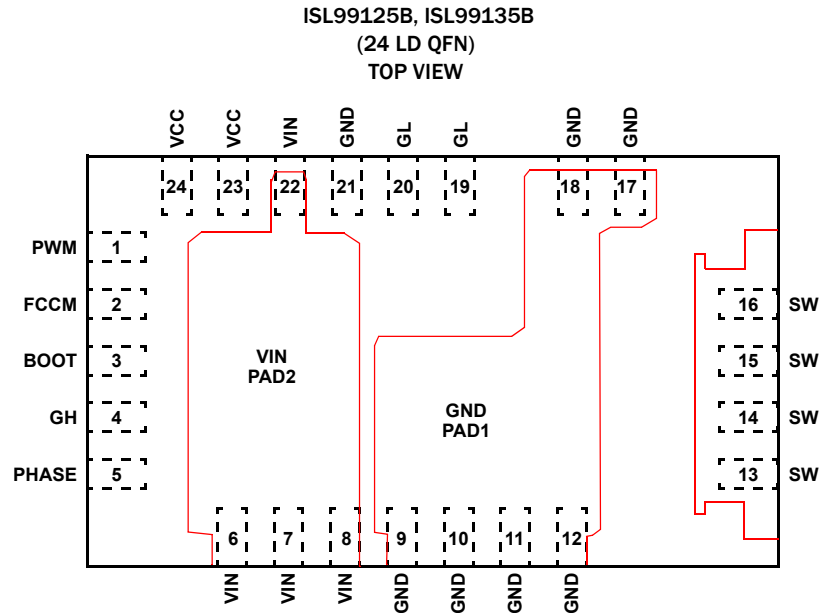 ISL99125B, ISL99135B
(24 LD QFN)
TOP VIEW
VCC VCC VIN GND GL GL GND GND
24 23 22 21 20 19 18 17
PWM 1
FCCM 2
16 SW
BOOT 3
15 SW
VIN
PAD2
GH 4
14 SW
GND
PAD1
PHASE 5
13 SW
6 7 8 9 10 11 12
VIN VIN VIN GND GND GND GND